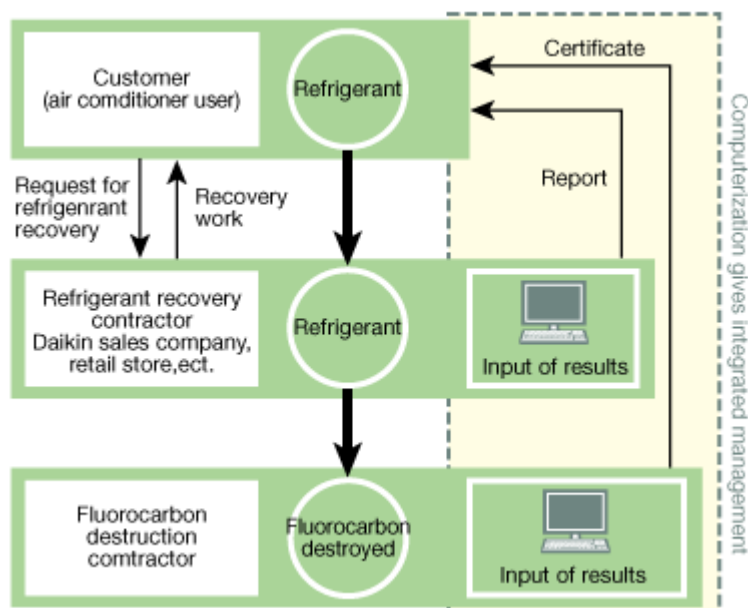 Customer
(air comditioner user)
Refrigerant
Certificate
Report
Request for
refrigenrant
recovery
Recovery
work
Refrigerant recovery
contractor
Daikin sales company,
retail store,ect.
Refrigerant
Input of results
Fluorocarbon
destruction
comtractor
Fluorocarbon
destroyed
Input of results
Computerization gives integrated management